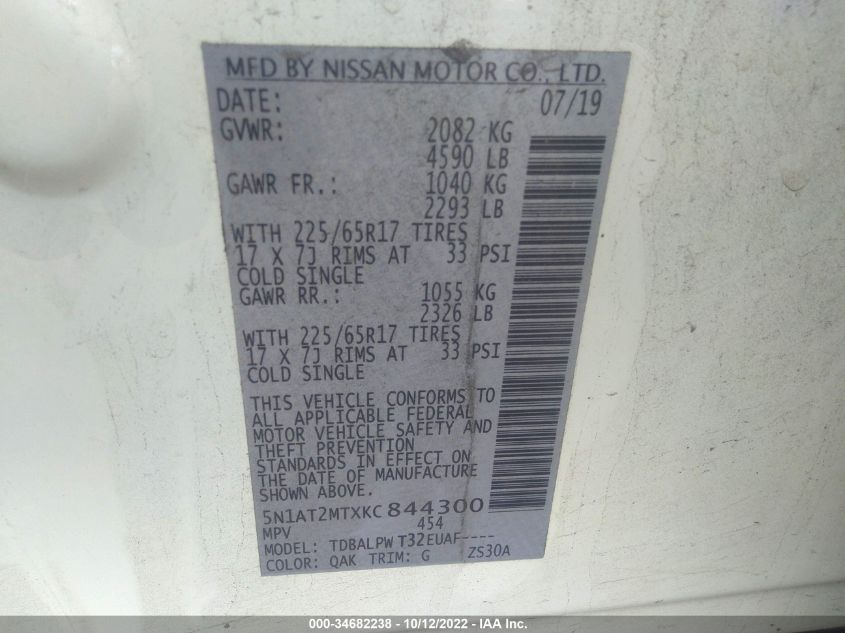 MFD BY NISSAN MOTOR CO., LTD.
DATE: 07/19
GVWR: 2082 KG
4590 LB
GAWR FR.: 1040 KG
2293 LB
WITH 225/65R17 TIRES
17 X 7J RIMS AT 33 PSI
COLD SINGLE
GAWR RR.: 1055 KG
2326 LB
WITH 225/65R17 TIRES
17 X 7J RIMS AT 33 PSI
COLD SINGLE
THIS VEHICLE CONFORMS TO
ALL APPLICABLE FEDERAL
MOTOR VEHICLE SAFETY AND
THEFT PREVENTION
STANDARDS IN EFFECT ON
THE DATE OF MANUFACTURE
SHOWN ABOVE.
5N1AT2MTXKC844300
MPV 454
MODEL: TDBALPWT32EUAF----
COLOR: QAK TRIM: G ZS30A
000-34682238 - 10/12/2022 - IAA Inc.